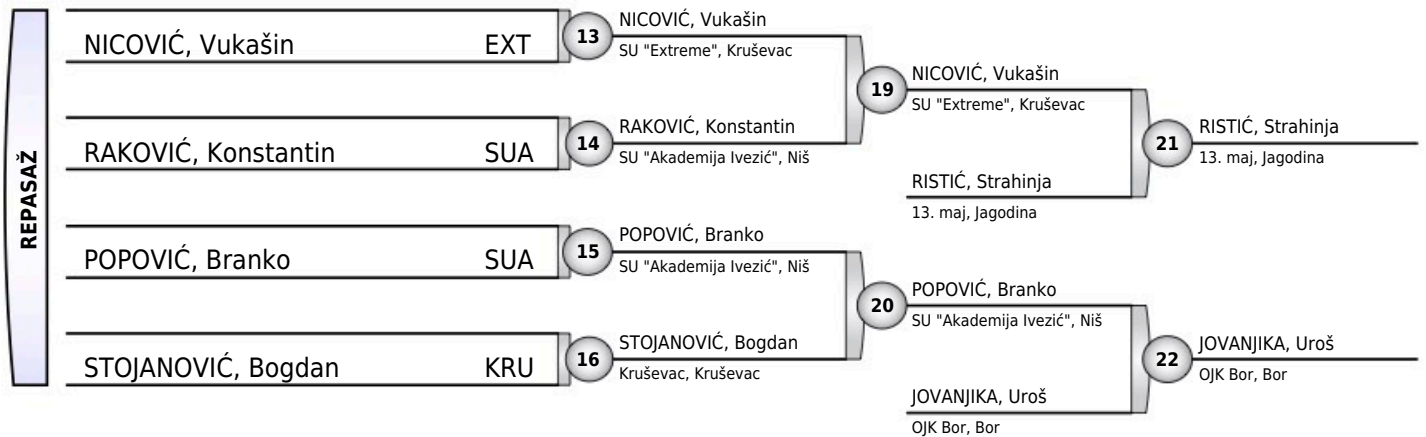 REPASAŽ
NICOVIĆ, Vukašin EXT
13
NICOVIĆ, Vukašin
SU "Extreme", Kruševac
RAKOVIĆ, Konstantin SUA
14
RAKOVIĆ, Konstantin
SU "Akademija Ivezić", Niš
19
NICOVIĆ, Vukašin
SU "Extreme", Kruševac
RISTIĆ, Strahinja
13. maj, Jagodina
21
RISTIĆ, Strahinja
13. maj, Jagodina
POPOVIĆ, Branko SUA
15
POPOVIĆ, Branko
SU "Akademija Ivezić", Niš
STOJANOVIĆ, Bogdan KRU
16
STOJANOVIĆ, Bogdan
Kruševac, Kruševac
20
POPOVIĆ, Branko
SU "Akademija Ivezić", Niš
JOVANJIKA, Uroš
OJK Bor, Bor
22
JOVANJIKA, Uroš
OJK Bor, Bor